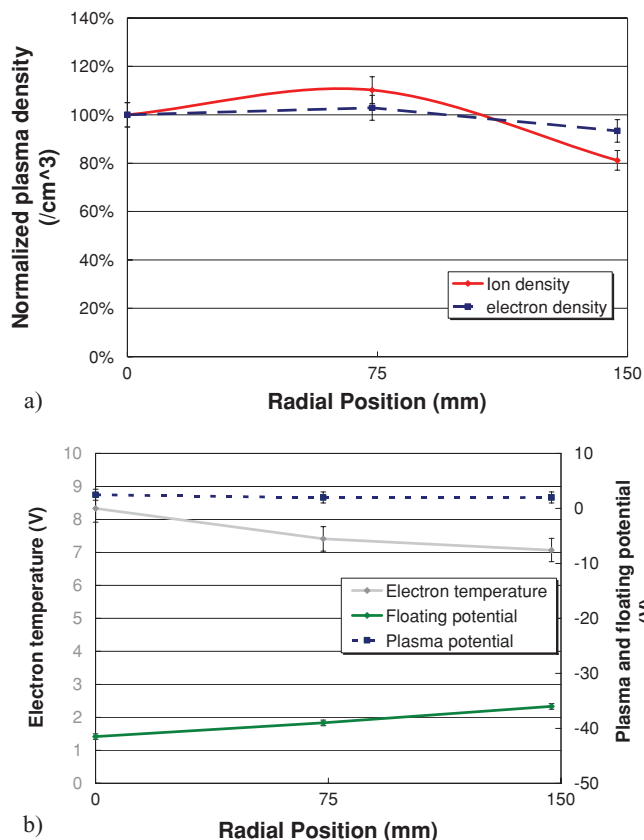 140%
120%
100%
80%
60%
40%
20%
0%
Normalized plasma density
(/cm^3)
Ion density
electron density
0
75
150
Radial Position (mm)
a)
10
9
8
7
6
5
4
3
2
1
0
Electron temperature (V)
Electron temperature
Floating potential
Plasma potential
10
0
-10
-20
-30
-40
-50
Plasma and floating potential
(V)
0
75
150
Radial Position (mm)
b)